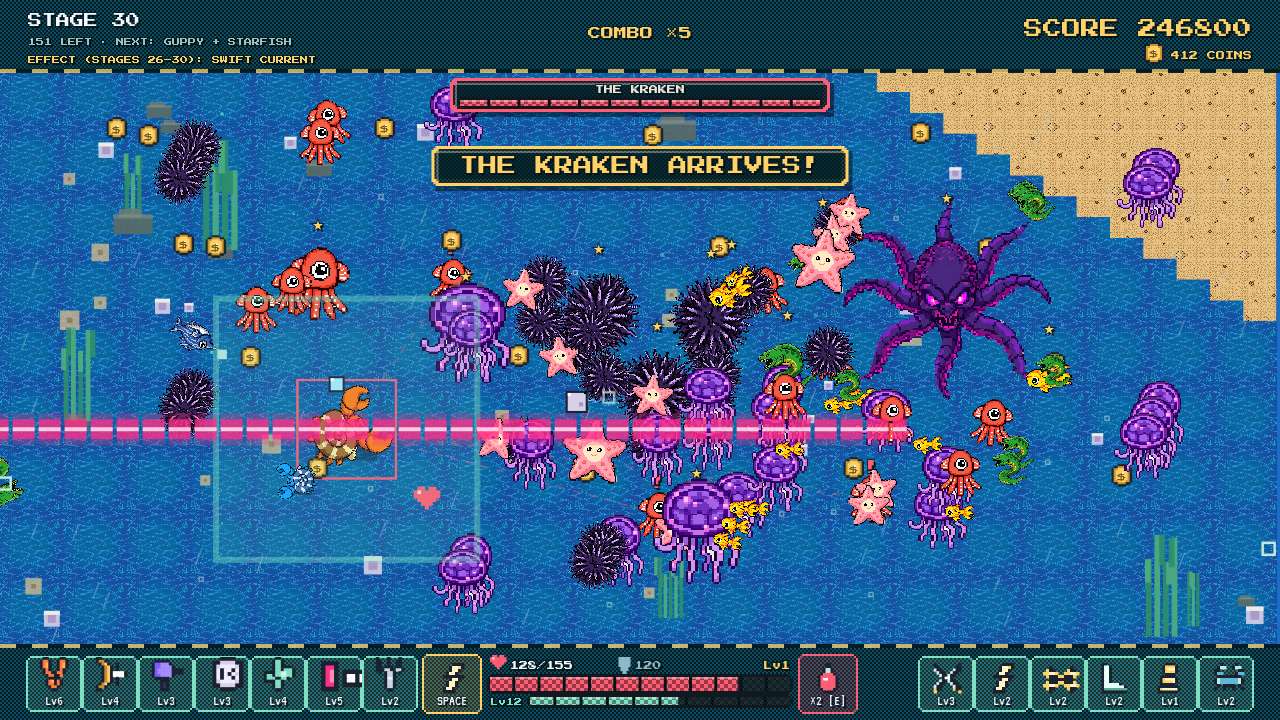 STAGE 30
151 LEFT · NEXT: GUPPY + STARFISH
EFFECT (STAGES 26-30): SWIFT CURRENT
COMBO ×5
SCORE 246800
412 COINS
THE KRAKEN
THE KRAKEN ARRIVES!
Lv6
Lv4
Lv3
Lv3
Lv4
Lv5
Lv2
SPACE
128/155
120
Lv1
Lv12
X2 [E]
Lv3
Lv2
Lv2
Lv2
Lv1
Lv2